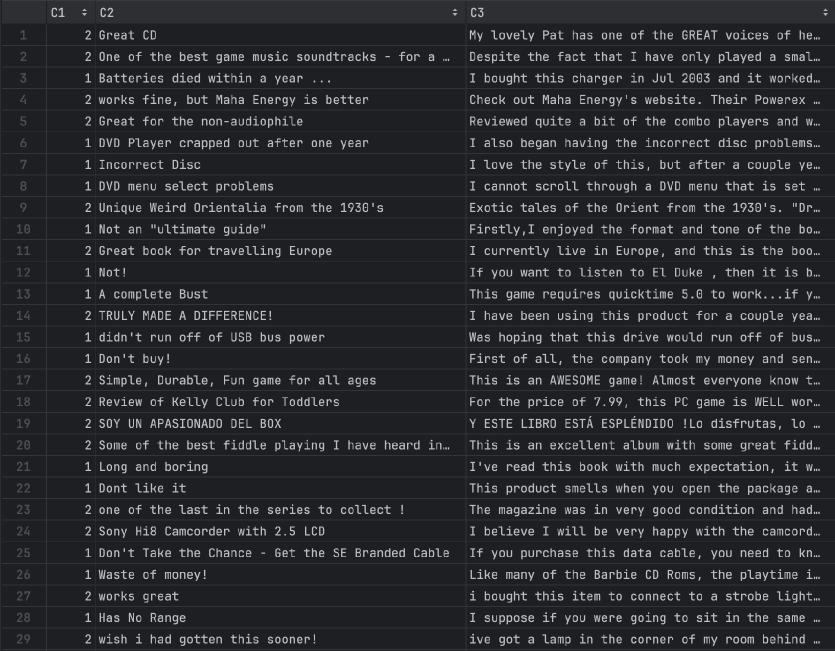 C1 C2 C3
1 2 Great CD My lovely Pat has one of the GREAT voices of he…
2 2 One of the best game music soundtracks - for a … Despite the fact that I have only played a smal…
3 1 Batteries died within a year ... I bought this charger in Jul 2003 and it worked…
4 2 works fine, but Maha Energy is better Check out Maha Energy's website. Their Powerex …
5 2 Great for the non-audiophile Reviewed quite a bit of the combo players and w…
6 1 DVD Player crapped out after one year I also began having the incorrect disc problems…
7 1 Incorrect Disc I love the style of this, but after a couple ye…
8 1 DVD menu select problems I cannot scroll through a DVD menu that is set …
9 2 Unique Weird Orientalia from the 1930's Exotic tales of the Orient from the 1930's. "Dr…
10 1 Not an "ultimate guide" Firstly,I enjoyed the format and tone of the bo…
11 2 Great book for travelling Europe I currently live in Europe, and this is the boo…
12 1 Not! If you want to listen to El Duke , then it is b…
13 1 A complete Bust This game requires quicktime 5.0 to work...if y…
14 2 TRULY MADE A DIFFERENCE! I have been using this product for a couple yea…
15 1 didn't run off of USB bus power Was hoping that this drive would run off of bus…
16 1 Don't buy! First of all, the company took my money and sen…
17 2 Simple, Durable, Fun game for all ages This is an AWESOME game! Almost everyone know t…
18 2 Review of Kelly Club for Toddlers For the price of 7.99, this PC game is WELL wor…
19 2 SOY UN APASIONADO DEL BOX Y ESTE LIBRO ESTÁ ESPLÉNDIDO !Lo disfrutas, lo …
20 2 Some of the best fiddle playing I have heard in… This is an excellent album with some great fidd…
21 1 Long and boring I've read this book with much expectation, it w…
22 1 Dont like it This product smells when you open the package a…
23 2 one of the last in the series to collect ! The magazine was in very good condition and had…
24 2 Sony Hi8 Camcorder with 2.5 LCD I believe I will be very happy with the camcord…
25 1 Don't Take the Chance - Get the SE Branded Cable If you purchase this data cable, you need to kn…
26 1 Waste of money! Like many of the Barbie CD Roms, the playtime i…
27 2 works great i bought this item to connect to a strobe light…
28 1 Has No Range I suppose if you were going to sit in the same …
29 2 wish i had gotten this sooner! ive got a lamp in the corner of my room behind …